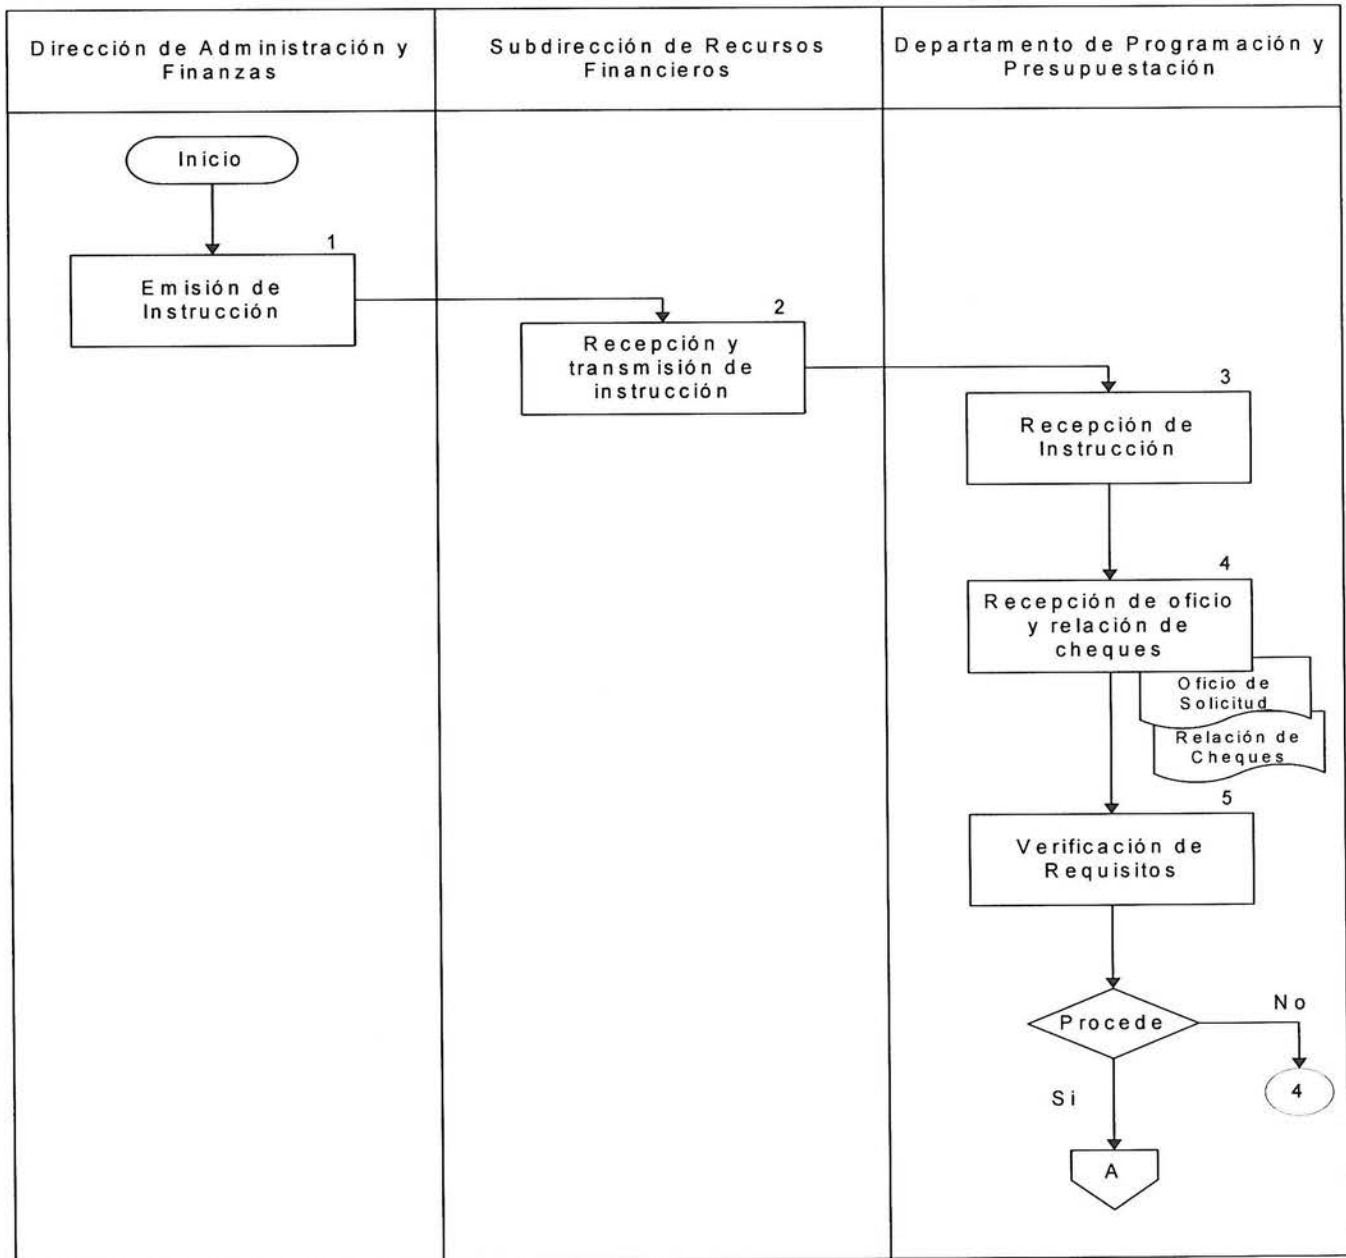 Dirección de Administración y
Finanzas
Subdirección de Recursos
Financieros
Departamento de Programación y
Presupuestación
Inicio
1
Emisión de
Instrucción
2
Recepción y
transmisión de
instrucción
3
Recepción de
Instrucción
4
Recepción de oficio
y relación de
cheques
Oficio de
Solicitud
Relación de
Cheques
5
Verificación de
Requisitos
Procede
No
4
Si
A